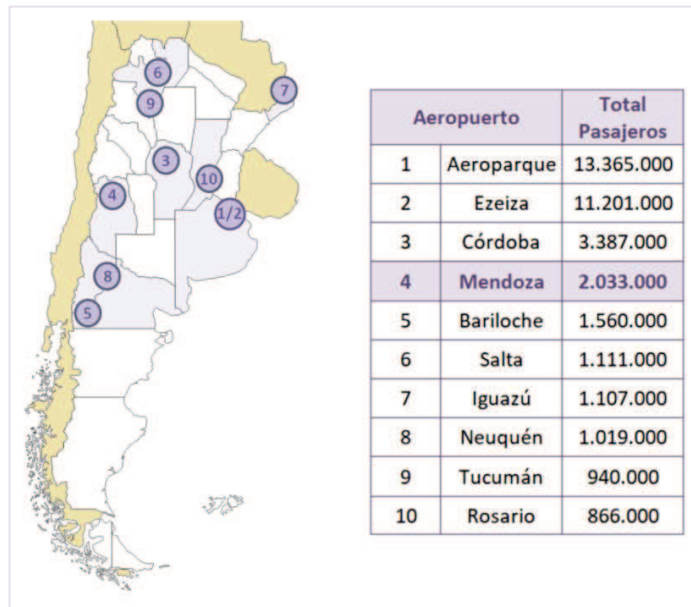 6
7
9
3
10
4
1/2
8
5
Aeropuerto Total Pasajeros
1 Aeroparque 13.365.000
2 Ezeiza 11.201.000
3 Córdoba 3.387.000
4 Mendoza 2.033.000
5 Bariloche 1.560.000
6 Salta 1.111.000
7 Iguazú 1.107.000
8 Neuquén 1.019.000
9 Tucumán 940.000
10 Rosario 866.000